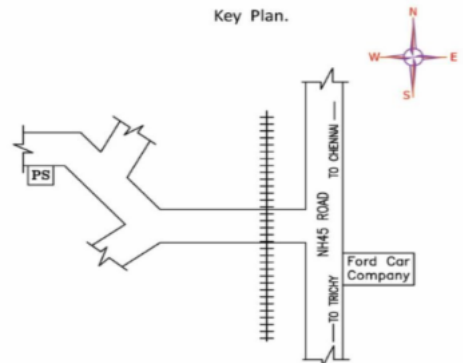 Key Plan.
N
W
E
S
TO CHENNAI —
NH45 ROAD
PS
Ford Car
Company
—TO TRICHY —